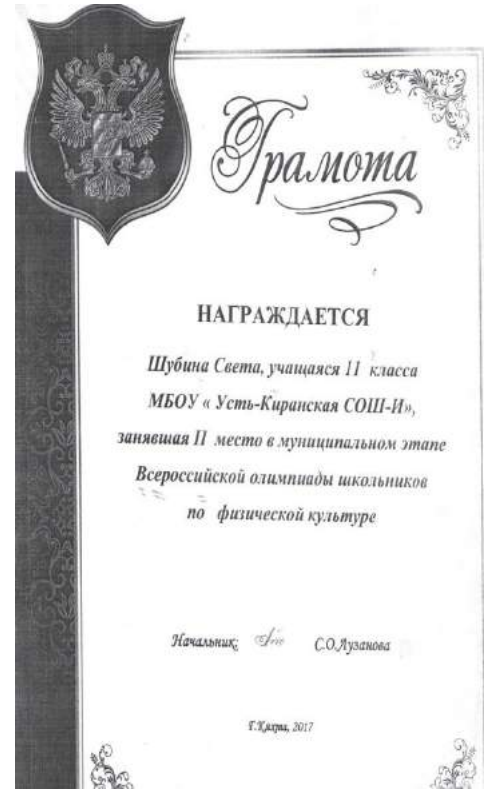 Грамота
НАГРАЖДАЕТСЯ
Шубина Света, учащаяся 11 класса
МБОУ « Усть-Киранская СОШ-И»,
занявшая II место в муниципальном этапе
Всероссийской олимпиады школьников
по физической культуре
Начальник: С.О.Лузанова
Г.Кяхта, 2017